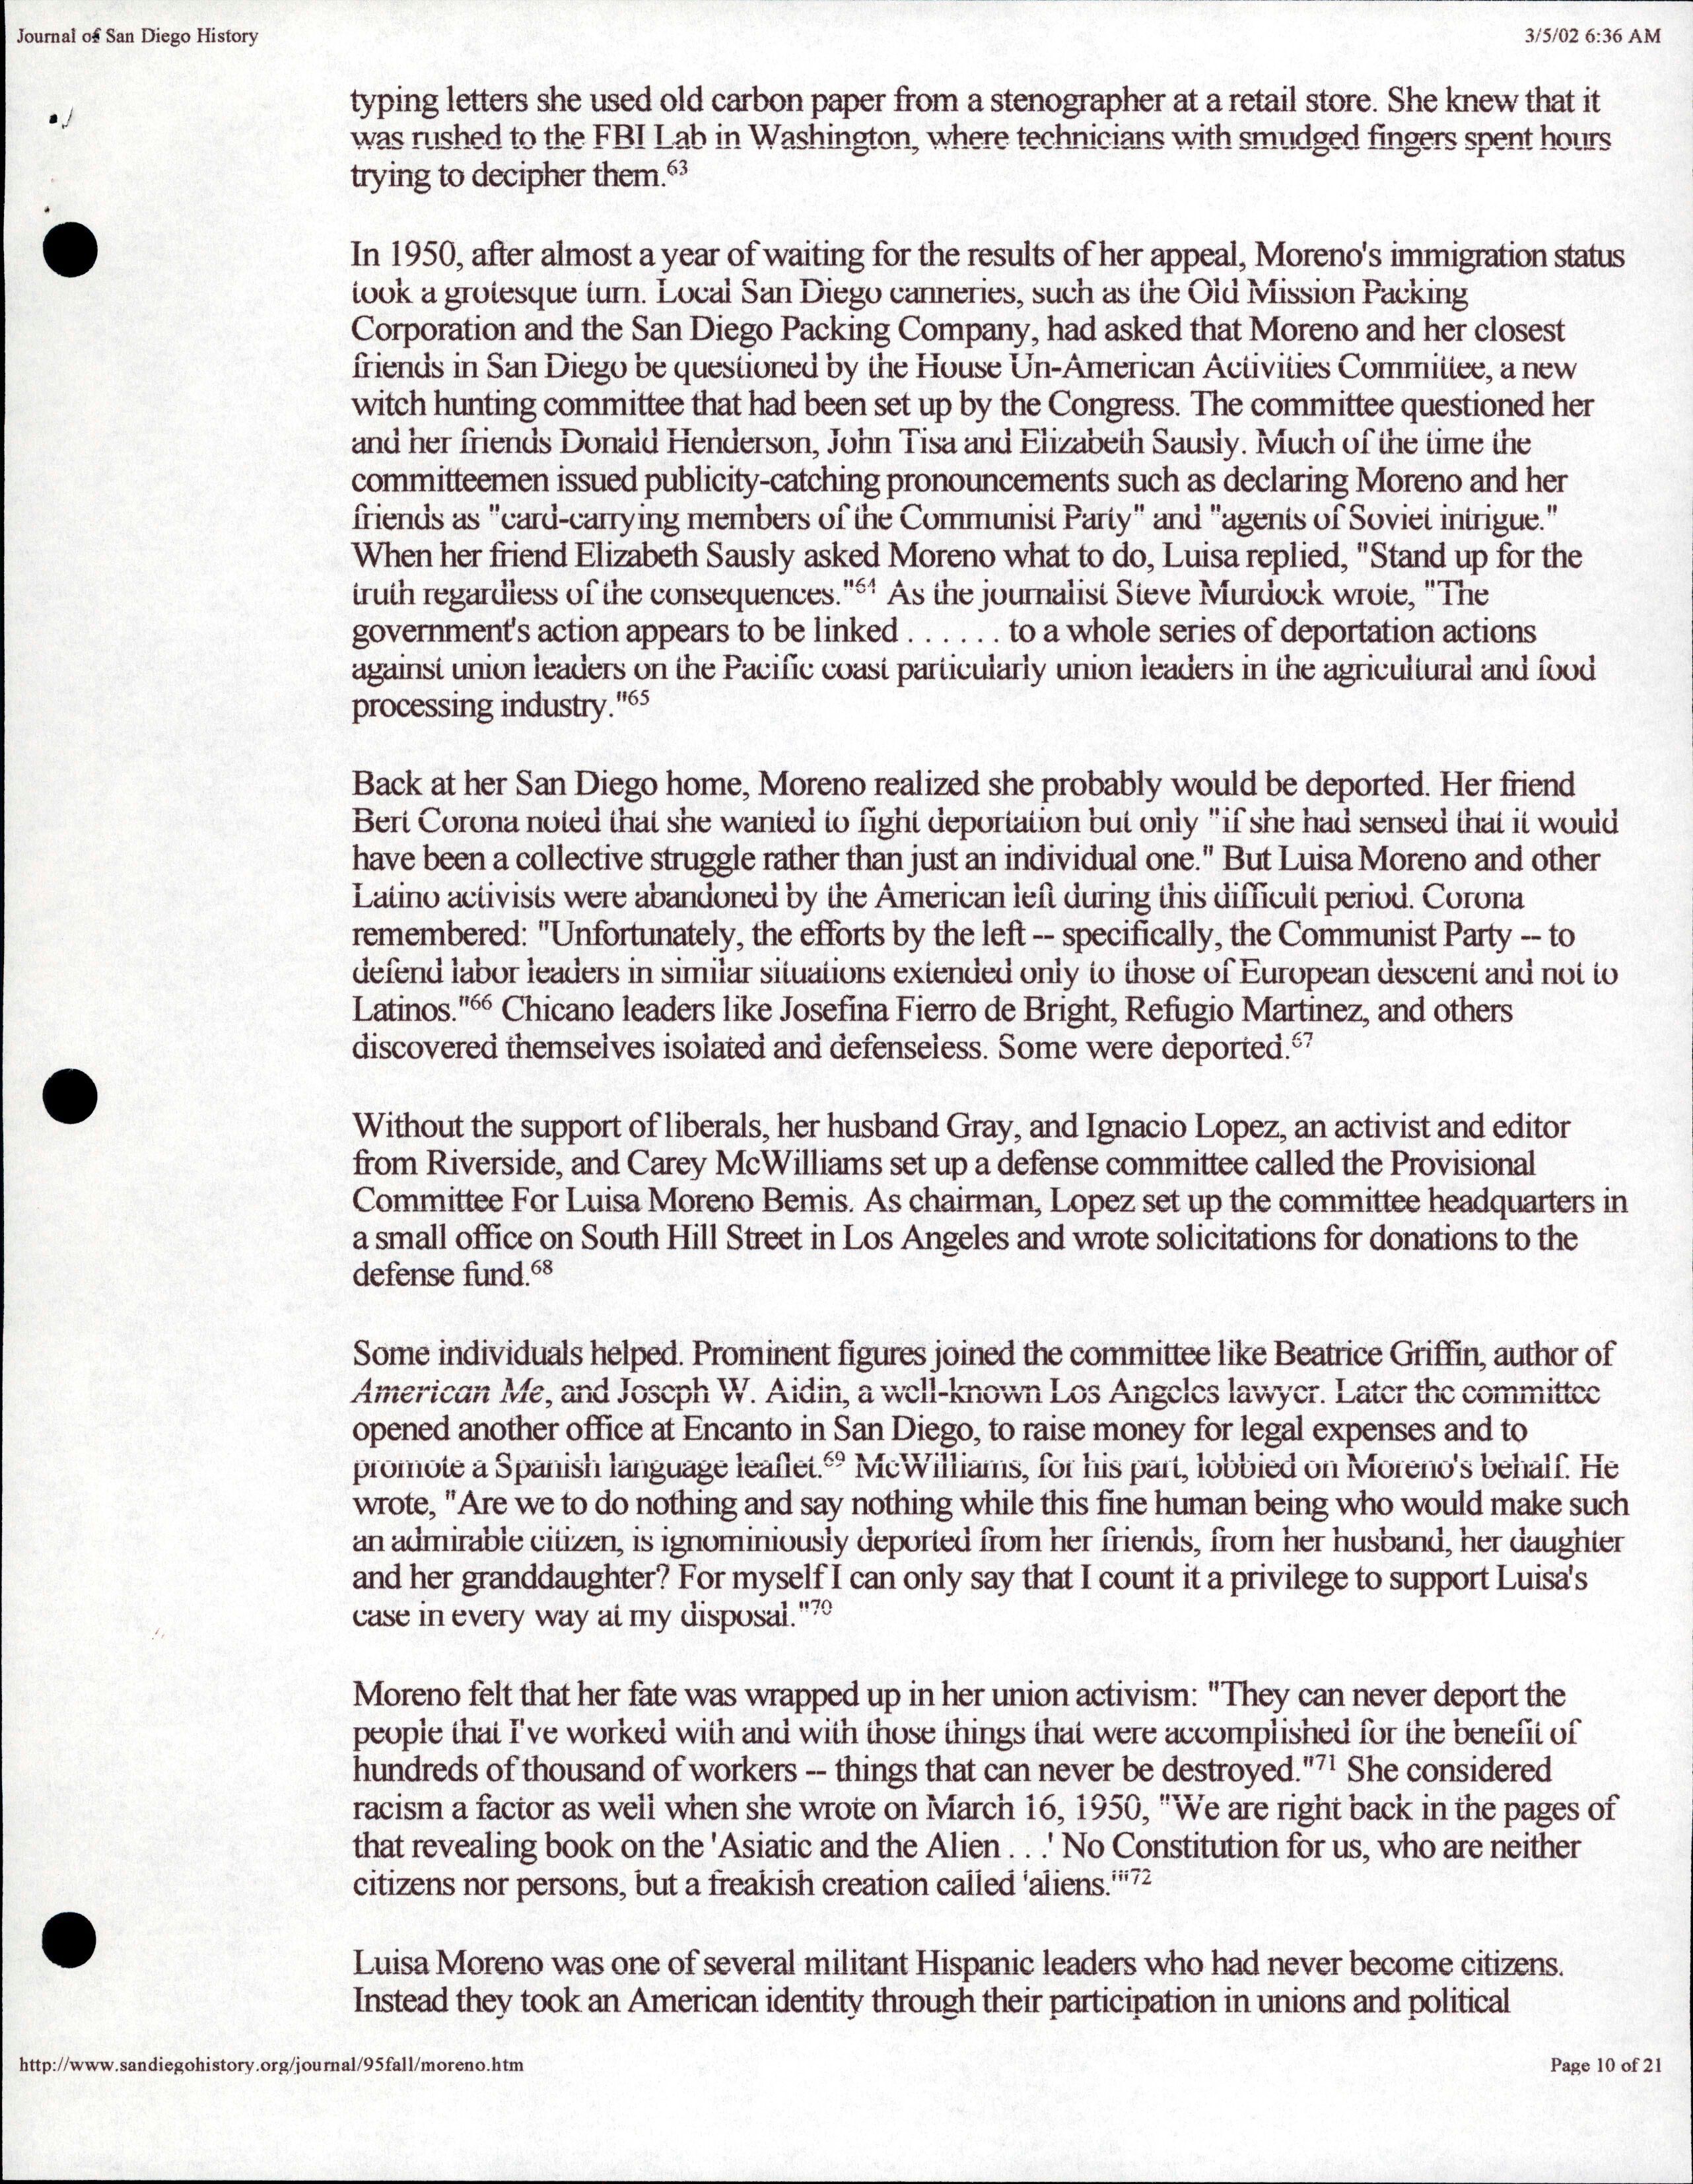 Journal of San Diego History
3/5/02 6:36 AM
typing letters she used old carbon paper from a stenographer at a retail store. She knew that it
was rushed to the FBI Lab in Washington, where technicians with smudged fingers spent hours
trying to decipher them.63
In 1950, after almost a year of waiting for the results of her appeal, Moreno's immigration status
took a grotesque turn. Local San Diego canneries, such as the Old Mission Packing
Corporation and the San Diego Packing Company, had asked that Moreno and her closest
friends in San Diego be questioned by the House Un-American Activities Committee, a new
witch hunting committee that had been set up by the Congress. The committee questioned her
and her friends Donald Henderson, John Tisa and Elizabeth Sausly. Much of the time the
committeemen issued publicity-catching pronouncements such as declaring Moreno and her
friends as "card-carrying members of the Communist Party" and "agents of Soviet intrigue."
When her friend Elizabeth Sausly asked Moreno what to do, Luisa replied, "Stand up for the
truth regardless of the consequences."64 As the journalist Steve Murdock wrote, "The
government's action appears to be linked . . . . . . to a whole series of deportation actions
against union leaders on the Pacific coast particularly union leaders in the agricultural and food
processing industry."65
Back at her San Diego home, Moreno realized she probably would be deported. Her friend
Bert Corona noted that she wanted to fight deportation but only "if she had sensed that it would
have been a collective struggle rather than just an individual one." But Luisa Moreno and other
Latino activists were abandoned by the American left during this difficult period. Corona
remembered: "Unfortunately, the efforts by the left -- specifically, the Communist Party -- to
defend labor leaders in similar situations extended only to those of European descent and not to
Latinos."66 Chicano leaders like Josefina Fierro de Bright, Refugio Martinez, and others
discovered themselves isolated and defenseless. Some were deported.67
Without the support of liberals, her husband Gray, and Ignacio Lopez, an activist and editor
from Riverside, and Carey McWilliams set up a defense committee called the Provisional
Committee For Luisa Moreno Bemis. As chairman, Lopez set up the committee headquarters in
a small office on South Hill Street in Los Angeles and wrote solicitations for donations to the
defense fund.68
Some individuals helped. Prominent figures joined the committee like Beatrice Griffin, author of
American Me, and Joseph W. Aidin, a well-known Los Angeles lawyer. Later the committee
opened another office at Encanto in San Diego, to raise money for legal expenses and to
promote a Spanish language leaflet.69 McWilliams, for his part, lobbied on Moreno's behalf. He
wrote, "Are we to do nothing and say nothing while this fine human being who would make such
an admirable citizen, is ignominiously deported from her friends, from her husband, her daughter
and her granddaughter? For myself I can only say that I count it a privilege to support Luisa's
case in every way at my disposal."70
Moreno felt that her fate was wrapped up in her union activism: "They can never deport the
people that I've worked with and with those things that were accomplished for the benefit of
hundreds of thousand of workers -- things that can never be destroyed."71 She considered
racism a factor as well when she wrote on March 16, 1950, "We are right back in the pages of
that revealing book on the 'Asiatic and the Alien . . .' No Constitution for us, who are neither
citizens nor persons, but a freakish creation called 'aliens.'"72
Luisa Moreno was one of several militant Hispanic leaders who had never become citizens.
Instead they took an American identity through their participation in unions and political
http://www.sandiegohistory.org/journal/95fall/moreno.htm
Page 10 of 21